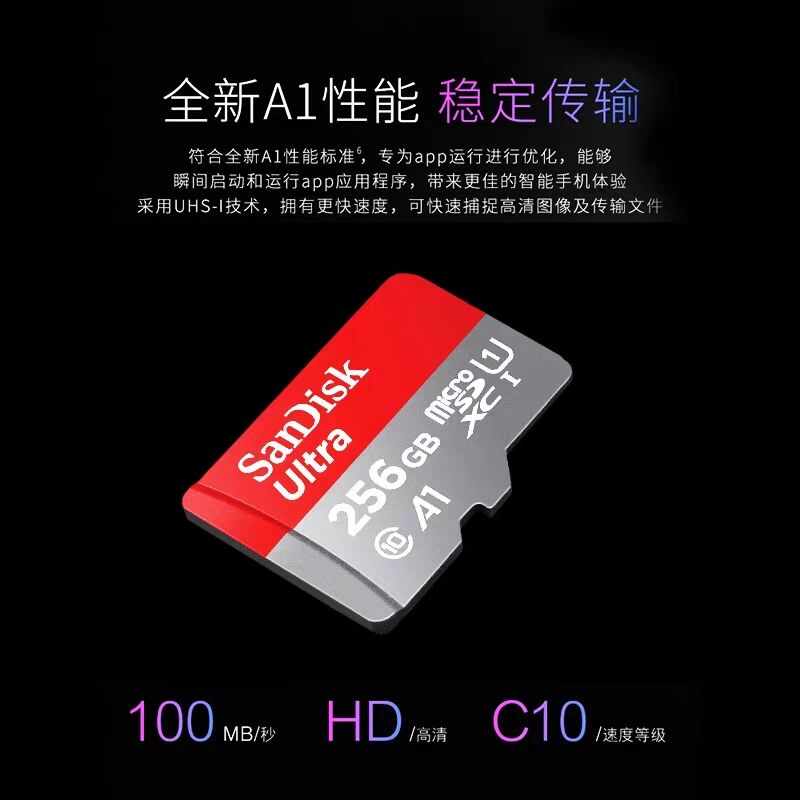 全新A1性能 稳定传输
符合全新A1性能标准⁶，专为app运行进行优化，能够
瞬间启动和运行app应用程序，带来更佳的智能手机体验
采用UHS-I技术，拥有更快速度，可快速捕捉高清图像及传输文件
SanDisk
Ultra
256GB
micro
SD
XC I
U1
10 A1
100 MB/秒 HD /高清 C10 /速度等级